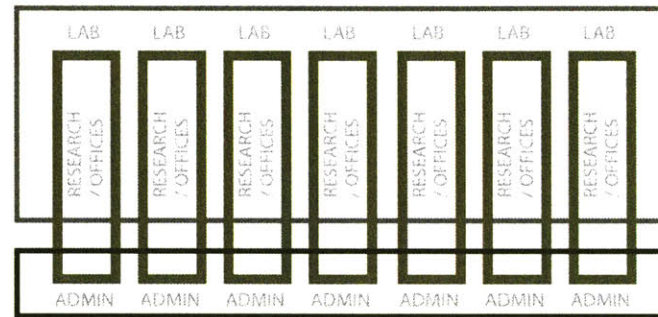 LAB LAB LAB LAB LAB LAB LAB
RESEARCH
/ OFFICES
RESEARCH
/ OFFICES
RESEARCH
/ OFFICES
RESEARCH
/ OFFICES
RESEARCH
/ OFFICES
RESEARCH
/ OFFICES
RESEARCH
/ OFFICES
ADMIN ADMIN ADMIN ADMIN ADMIN ADMIN ADMIN